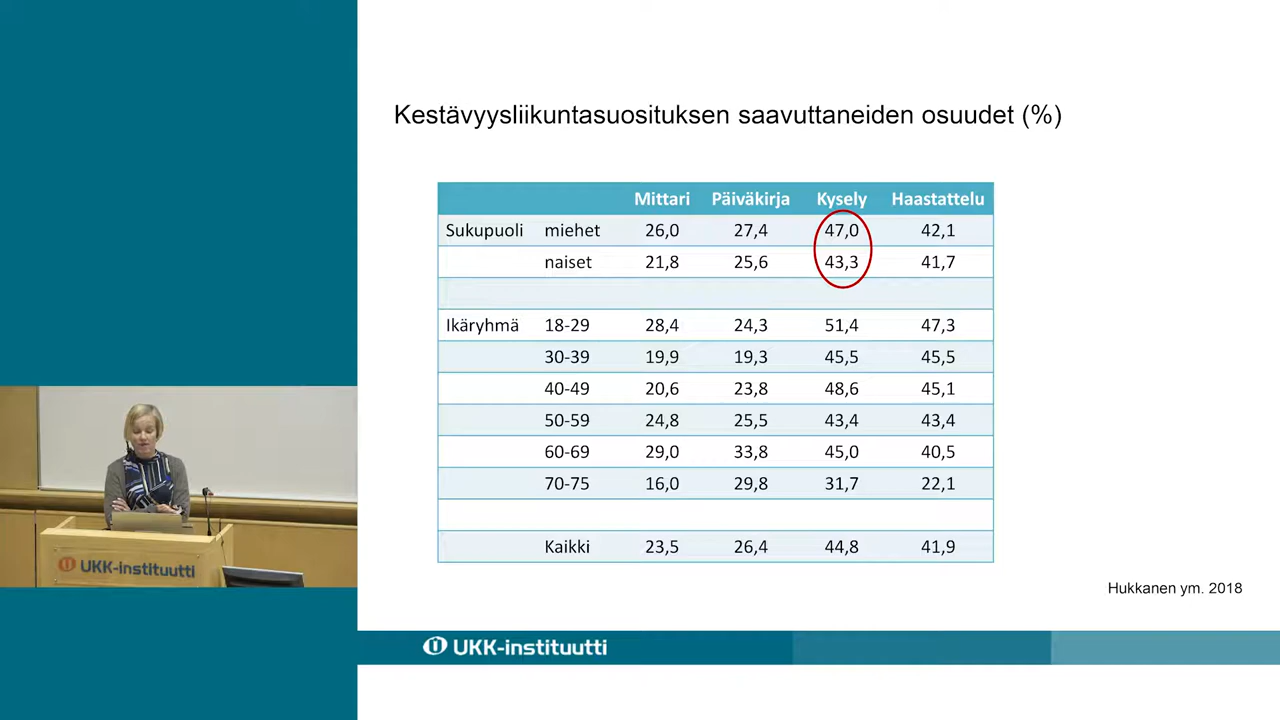 Kestävyysliikuntasuosituksen saavuttaneiden osuudet (%)
Mittari Päiväkirja Kysely Haastattelu
Sukupuoli miehet 26,0 27,4 47,0 42,1
naiset 21,8 25,6 43,3 41,7
Ikäryhmä 18-29 28,4 24,3 51,4 47,3
30-39 19,9 19,3 45,5 45,5
40-49 20,6 23,8 48,6 45,1
50-59 24,8 25,5 43,4 43,4
60-69 29,0 33,8 45,0 40,5
70-75 16,0 29,8 31,7 22,1
Kaikki 23,5 26,4 44,8 41,9
Hukkanen ym. 2018
UKK-instituutti
UKK-instituutti